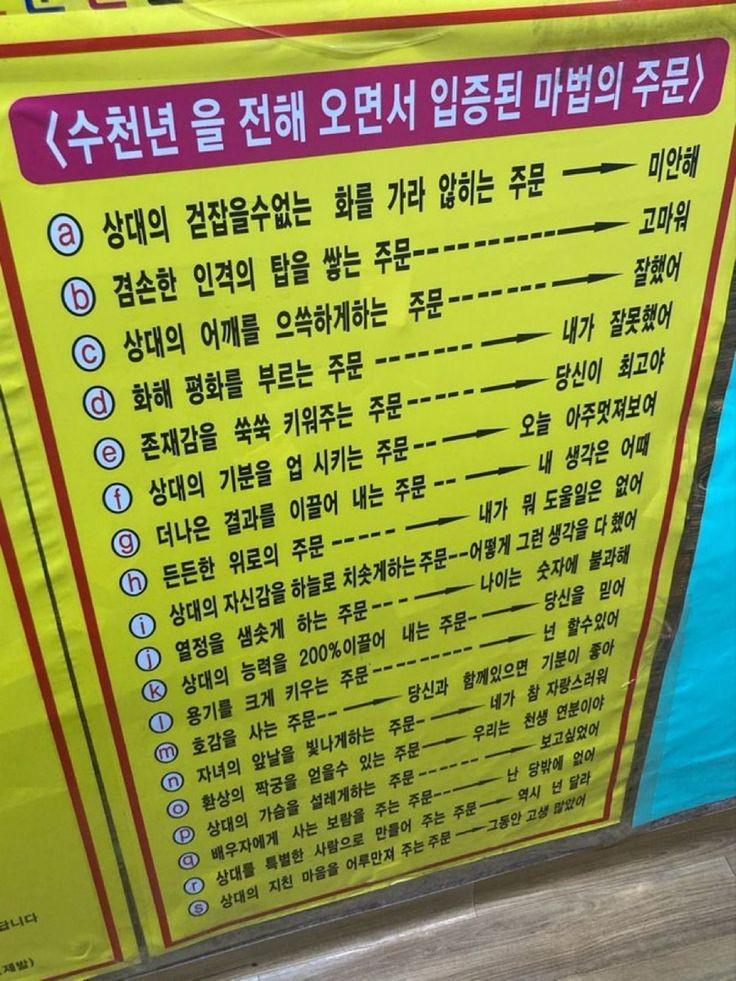 〈수천년 을 전해 오면서 입증된 마법의 주문〉
ⓐ 상대의 걷잡을수없는 화를 가라 않히는 주문 → 미안해
ⓑ 겸손한 인격의 탑을 쌓는 주문-----------→ 고마워
ⓒ 상대의 어깨를 으쓱하게하는 주문--------→ 잘했어
ⓓ 화해 평화를 부르는 주문 --------→ 내가 잘못했어
ⓔ 존재감을 쑥쑥 키워주는 주문--------→ 당신이 최고야
ⓕ 상대의 기분을 업 시키는 주문---→ 오늘 아주멋져보여
ⓖ 더나은 결과를 이끌어 내는 주문 --→ 내 생각은 어때
ⓗ 든든한 위로의 주문 -----→ 내가 뭐 도울일은 없어
ⓘ 상대의 자신감을 하늘로 치솟게하는 주문--어떻게 그런 생각을 다 했어
ⓙ 열정을 샘솟게 하는 주문---→ 나이는 숫자에 불과해
ⓚ 상대의 능력을 200%이끌어 내는 주문-→ 당신을 믿어
ⓛ 용기를 크게 키우는 주문---------→ 넌 할수있어
ⓜ 호감을 사는 주문--→ 당신과 함께있으면 기분이 좋아
ⓝ 자녀의 앞날을 빛나게하는 주문-→ 네가 참 자랑스러워
ⓞ 환상의 짝궁을 얻을수 있는 주문→ 우리는 천생 연분이야
ⓟ 상대의 가슴을 설레게하는 주문-------→ 보고싶었어
ⓠ 배우자에게 사는 보람을 주는 주문------→ 난 당밖에 없어
ⓡ 상대를 특별한 사람으로 만들어 주는 주문→ 역시 넌 달라
ⓢ 상대의 지친 마음을 어루만져 주는 주문→그동안 고생 많았어
답니다